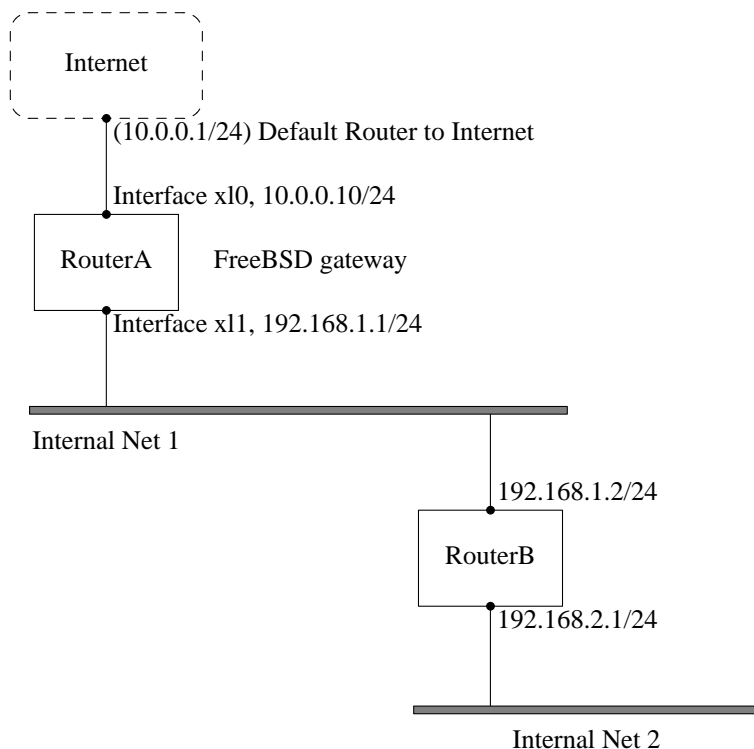 Internet
(10.0.0.1/24) Default Router to Internet
Interface xl0, 10.0.0.10/24
RouterA
FreeBSD gateway
Interface xl1, 192.168.1.1/24
Internal Net 1
192.168.1.2/24
RouterB
192.168.2.1/24
Internal Net 2